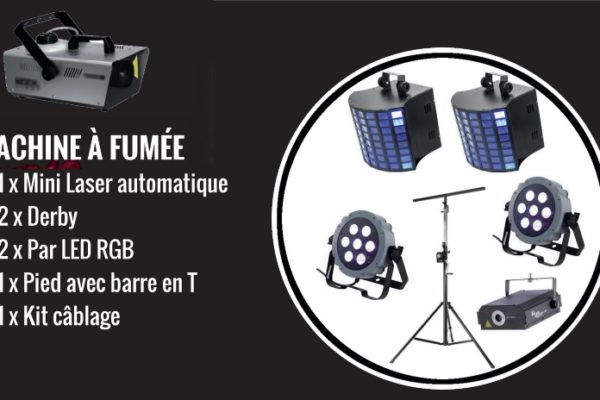 ACHINE À FUMÉE
1 x Mini Laser automatique
2 x Derby
2 x Par LED RGB
1 x Pied avec barre en T
1 x Kit câblage